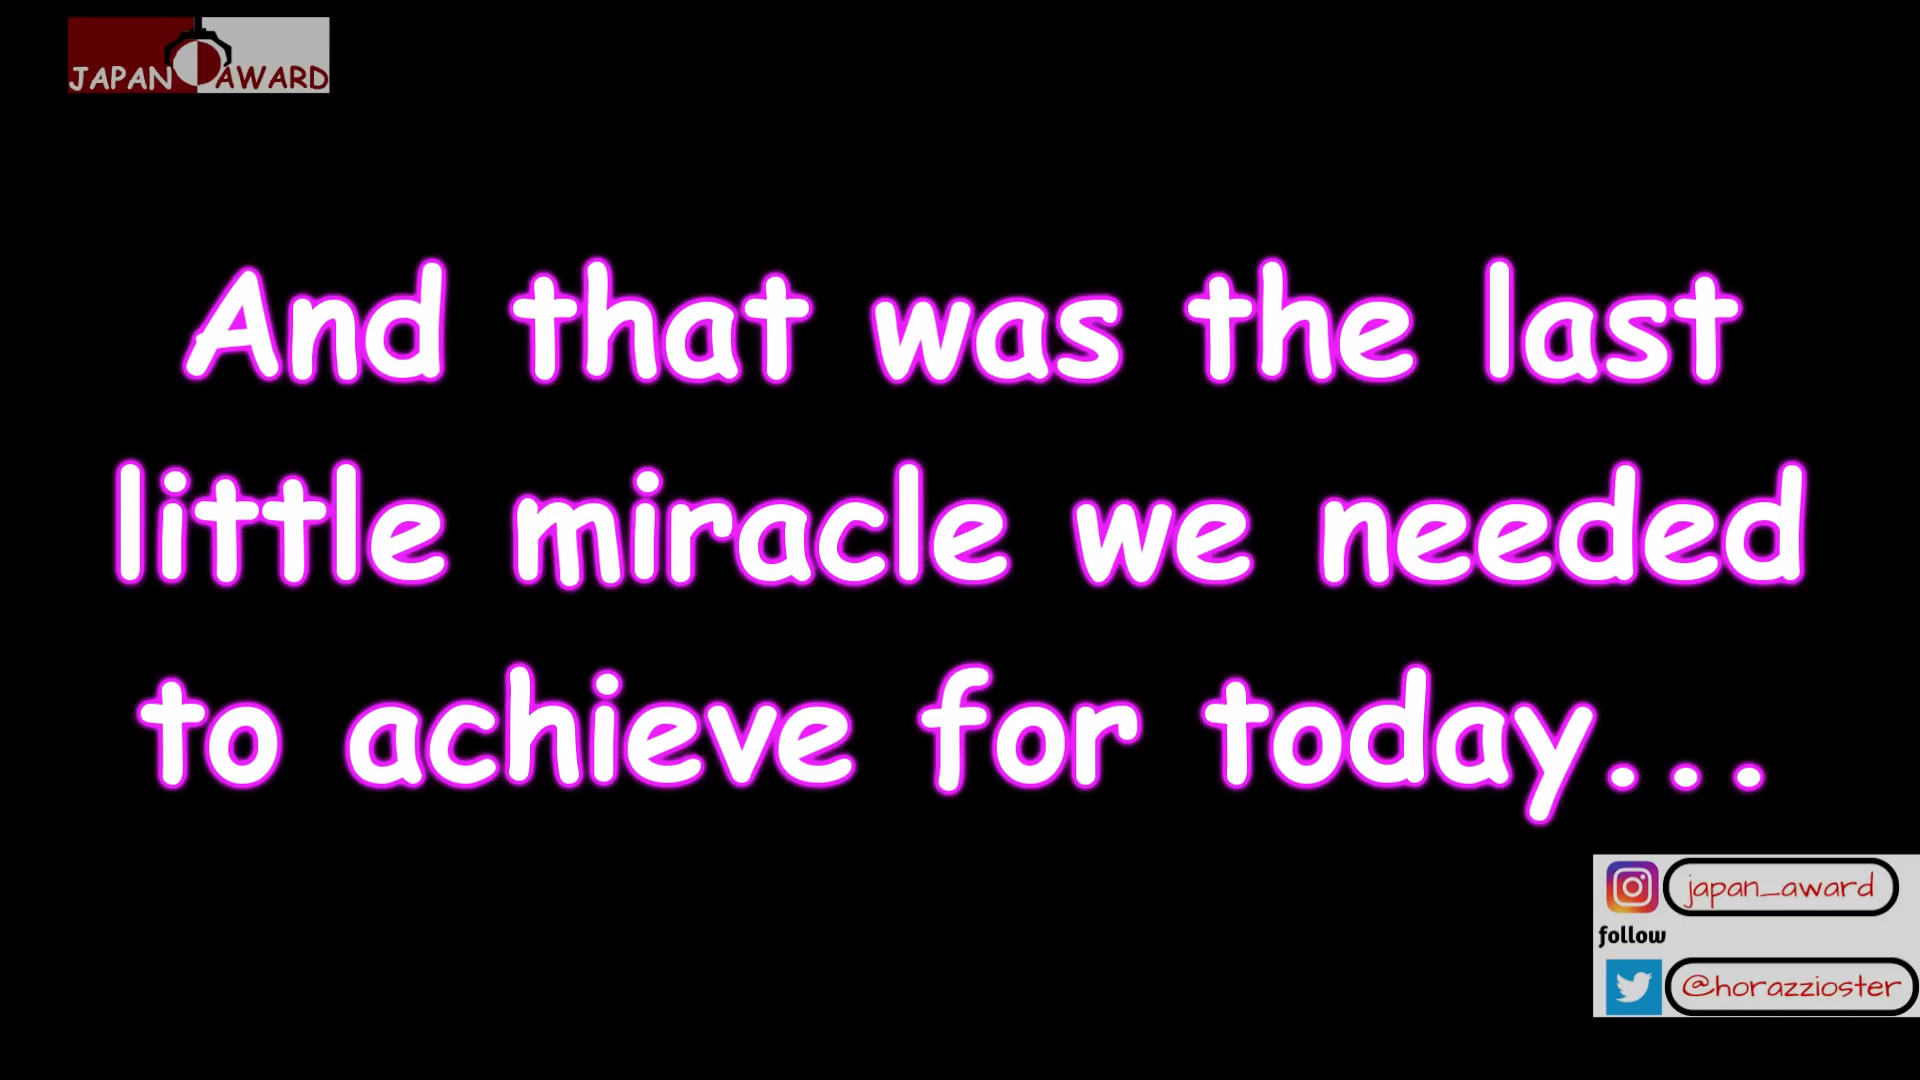 JAPAN AWARD
And that was the last
little miracle we needed
to achieve for today...
japan_award
follow
@horazzioster